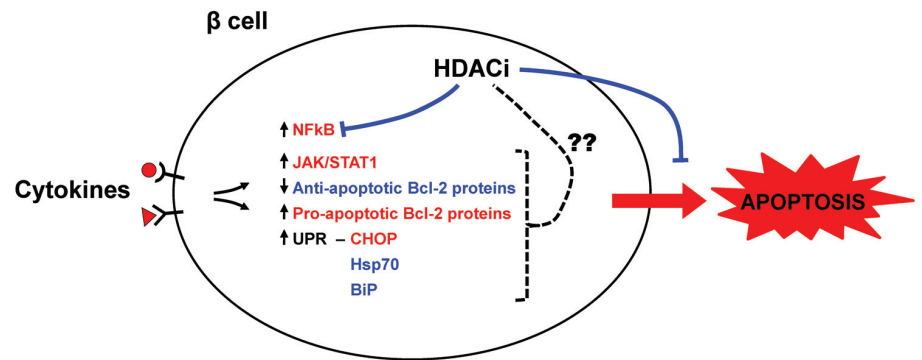 β cell
HDACi
??
NFkB
JAK/STAT1
Cytokines
Anti-apoptotic Bcl-2 proteins
Pro-apoptotic Bcl-2 proteins
UPR – CHOP
Hsp70
BiP
APOPTOSIS